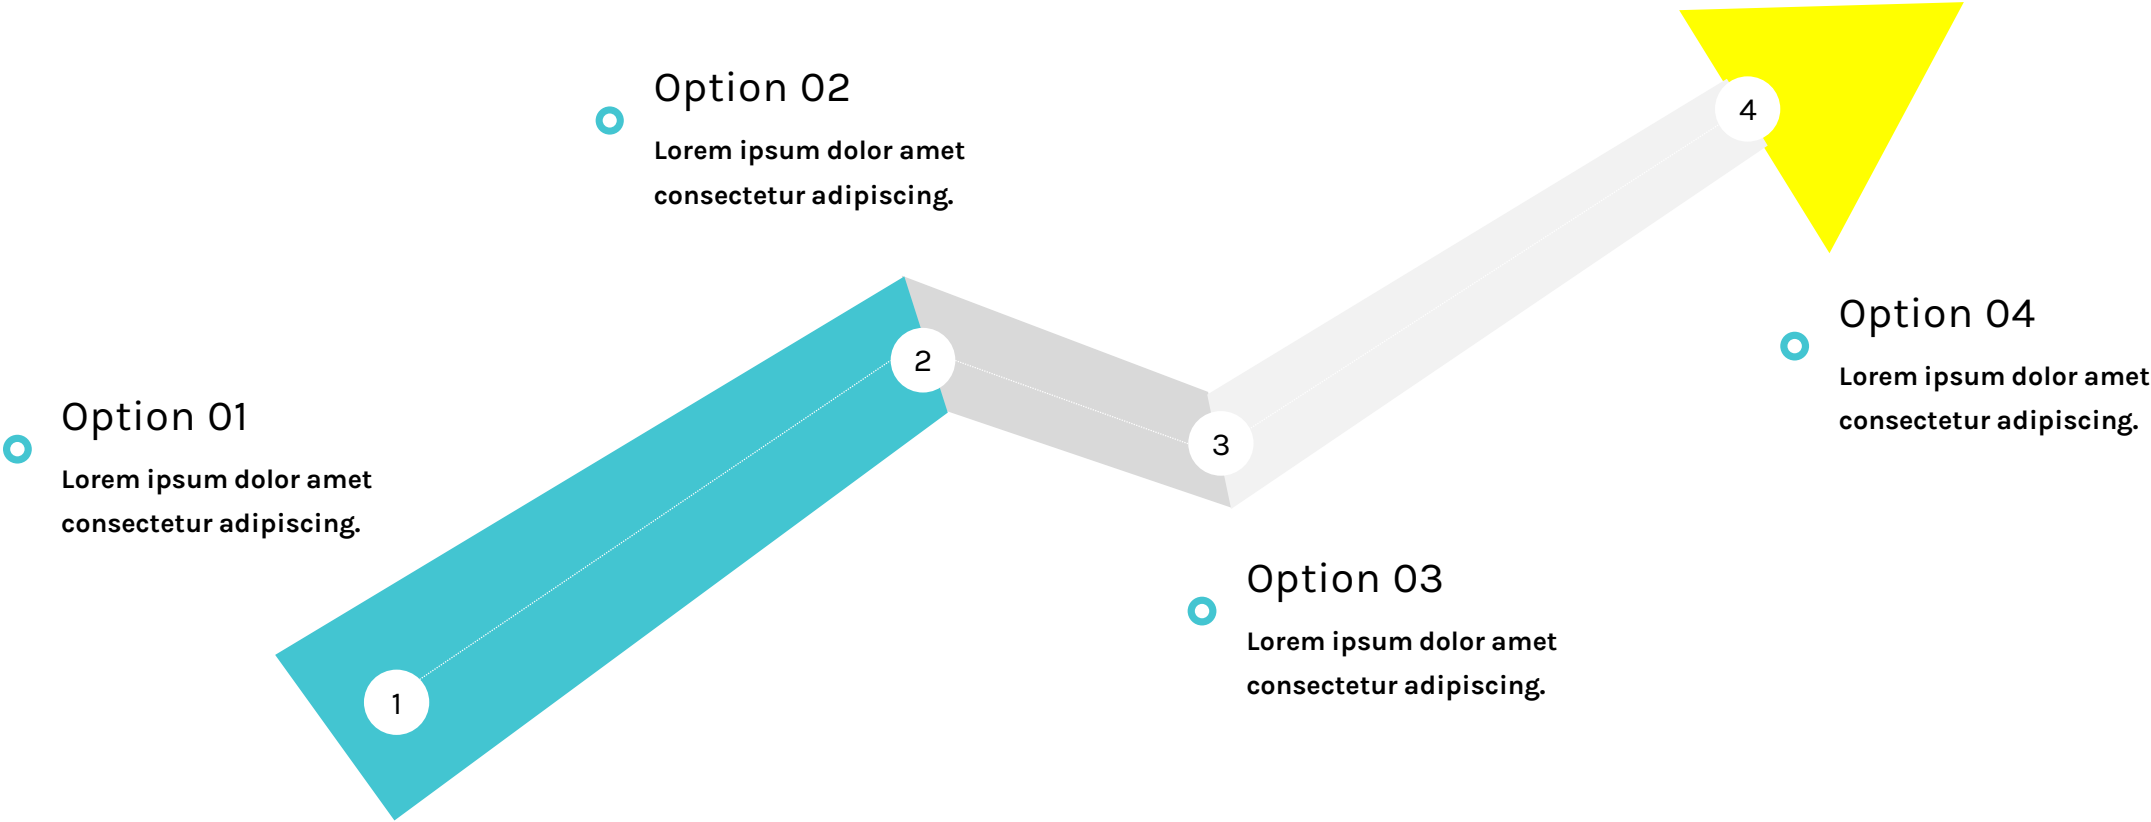 Option 01
Lorem ipsum dolor amet
consectetur adipiscing.
Option 02
Lorem ipsum dolor amet
consectetur adipiscing.
Option 03
Lorem ipsum dolor amet
consectetur adipiscing.
Option 04
Lorem ipsum dolor amet
consectetur adipiscing.
1
2
3
4